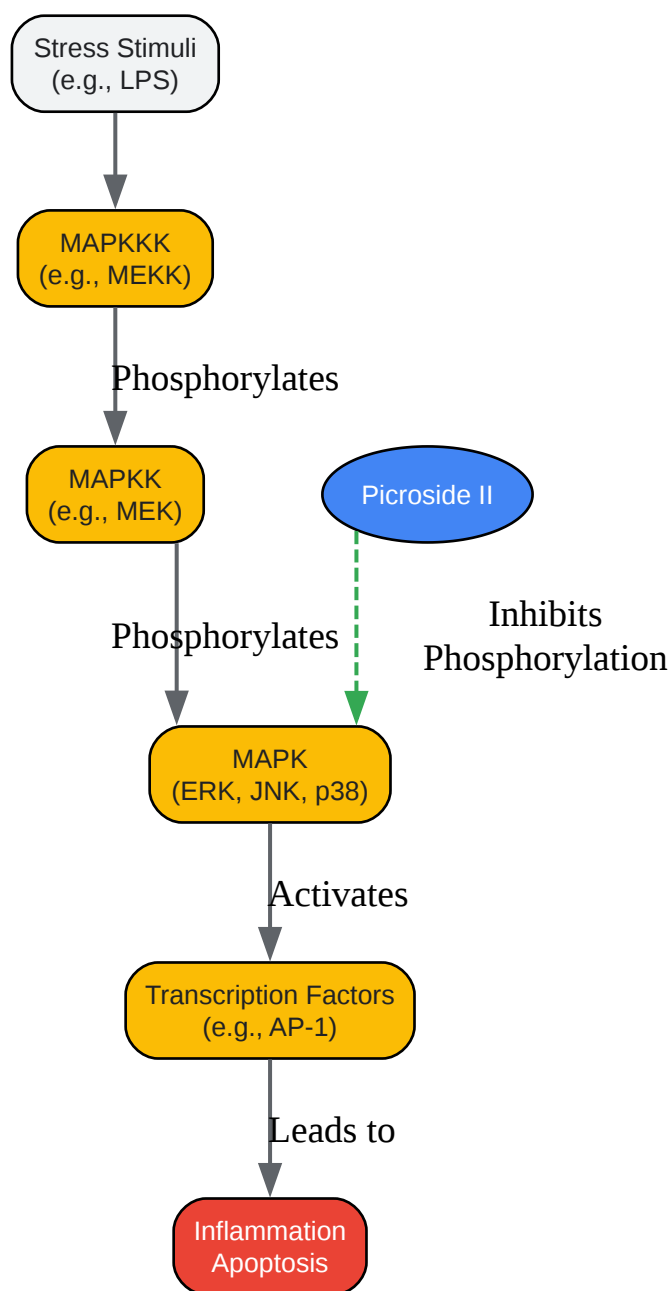 Stress Stimuli
(e.g., LPS)
MAPKKK
(e.g., MEKK)
Phosphorylates
MAPKK
(e.g., MEK)
Picroside II
Phosphorylates
Inhibits
Phosphorylation
MAPK
(ERK, JNK, p38)
Activates
Transcription Factors
(e.g., AP-1)
Leads to
Inflammation
Apoptosis